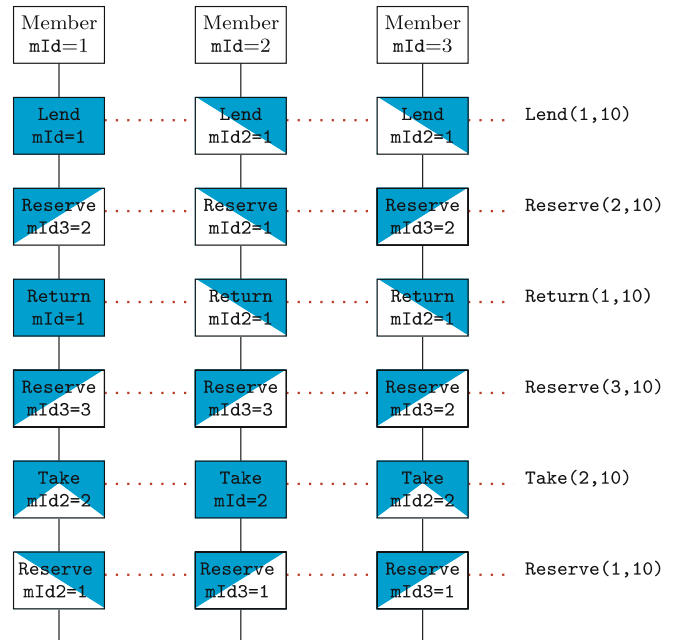 Member
mId=1
Member
mId=2
Member
mId=3
Lend
mId=1
Lend
mId2=1
Lend
mId2=1
Lend(1,10)
Reserve
mId3=2
Reserve
mId2=1
Reserve
mId3=2
Reserve(2,10)
Return
mId=1
Return
mId2=1
Return
mId2=1
Return(1,10)
Reserve
mId3=3
Reserve
mId3=3
Reserve
mId3=2
Reserve(3,10)
Take
mId2=2
Take
mId=2
Take
mId2=2
Take(2,10)
Reserve
mId2=1
Reserve
mId3=1
Reserve
mId3=1
Reserve(1,10)